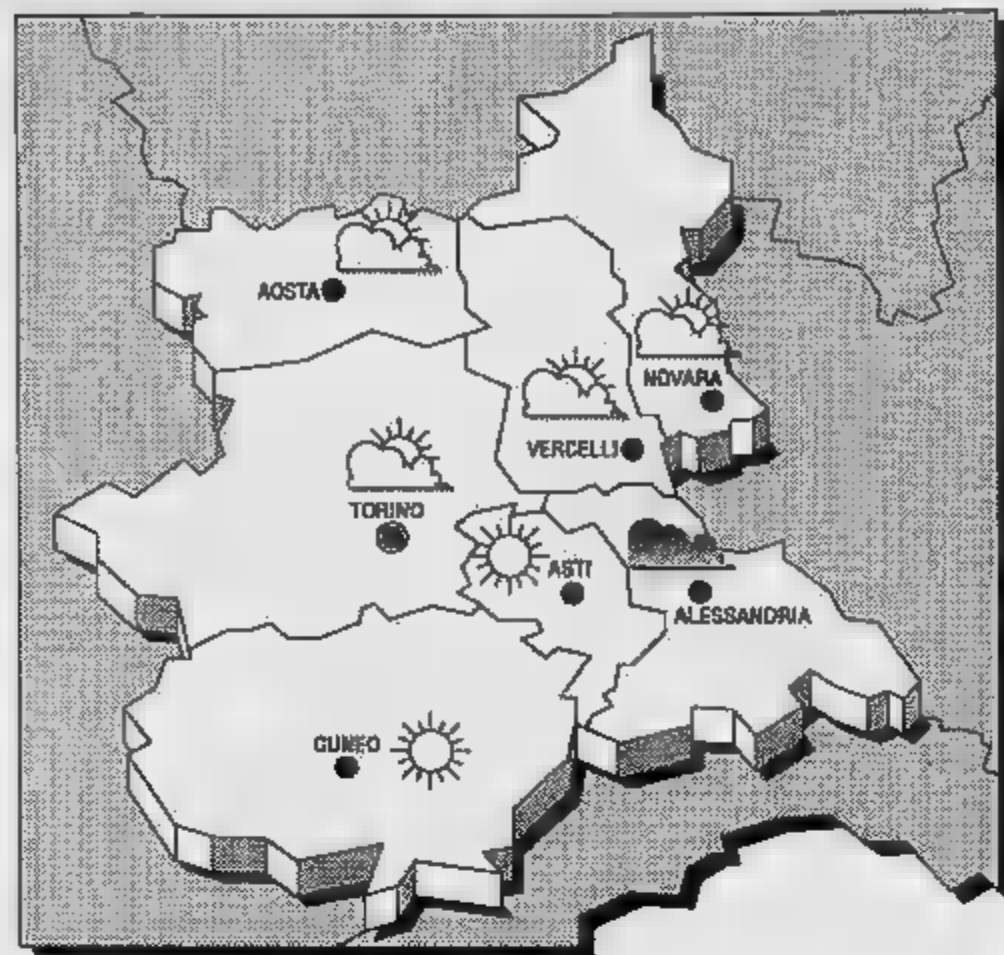 AOSTA
NOVARA
VERCELLI
TORINO
ASTI
ALESSANDRIA
CUNEO